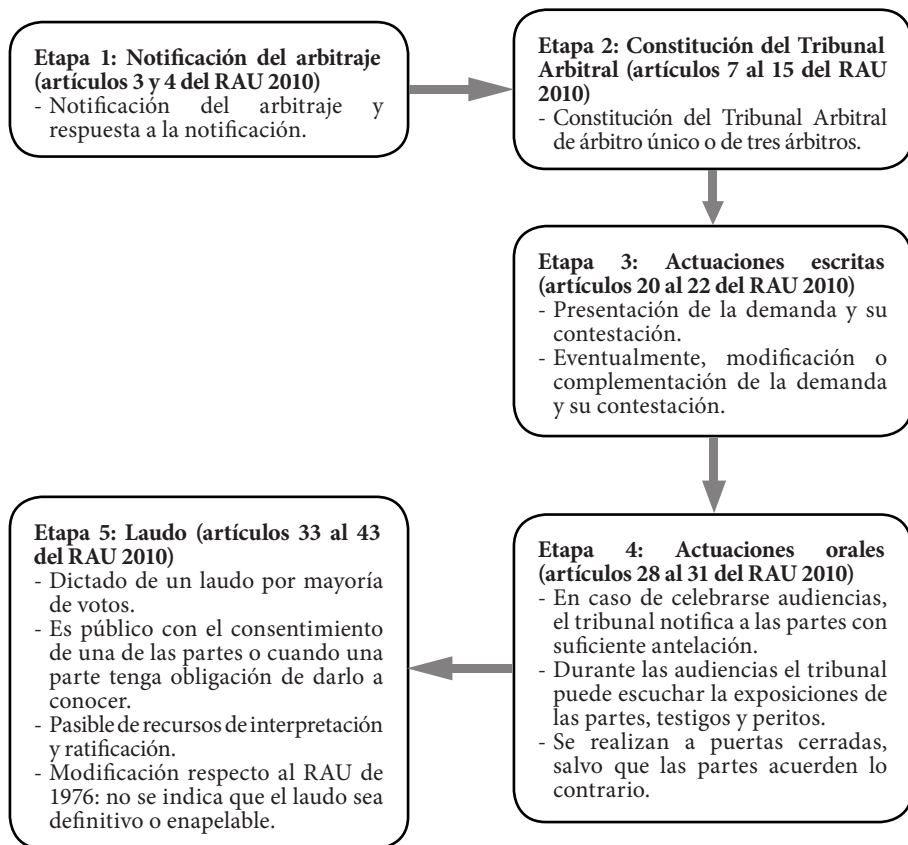 Etapa 1: Notificación del arbitraje
(artículos 3 y 4 del RAU 2010)
- Notificación del arbitraje y
respuesta a la notificación.
Etapa 2: Constitución del Tribunal
Arbitral (artículos 7 al 15 del RAU
2010)
- Constitución del Tribunal Arbitral
de árbitro único o de tres árbitros.
Etapa 3: Actuaciones escritas
(artículos 20 al 22 del RAU 2010)
- Presentación de la demanda y su
contestación.
- Eventualmente, modificación o
complementación de la demanda
y su contestación.
Etapa 4: Actuaciones orales
(artículos 28 al 31 del RAU 2010)
- En caso de celebrarse audiencias,
el tribunal notifica a las partes con
suficiente antelación.
- Durante las audiencias el tribunal
puede escuchar la exposiciones de
las partes, testigos y peritos.
- Se realizan a puertas cerradas,
salvo que las partes acuerden lo
contrario.
Etapa 5: Laudo (artículos 33 al 43
del RAU 2010)
- Dictado de un laudo por mayoría
de votos.
- Es público con el consentimiento
de una de las partes o cuando una
parte tenga obligación de darlo a
conocer.
- Pasible de recursos de interpretación
y ratificación.
- Modificación respecto al RAU de
1976: no se indica que el laudo sea
definitivo o enapelable.